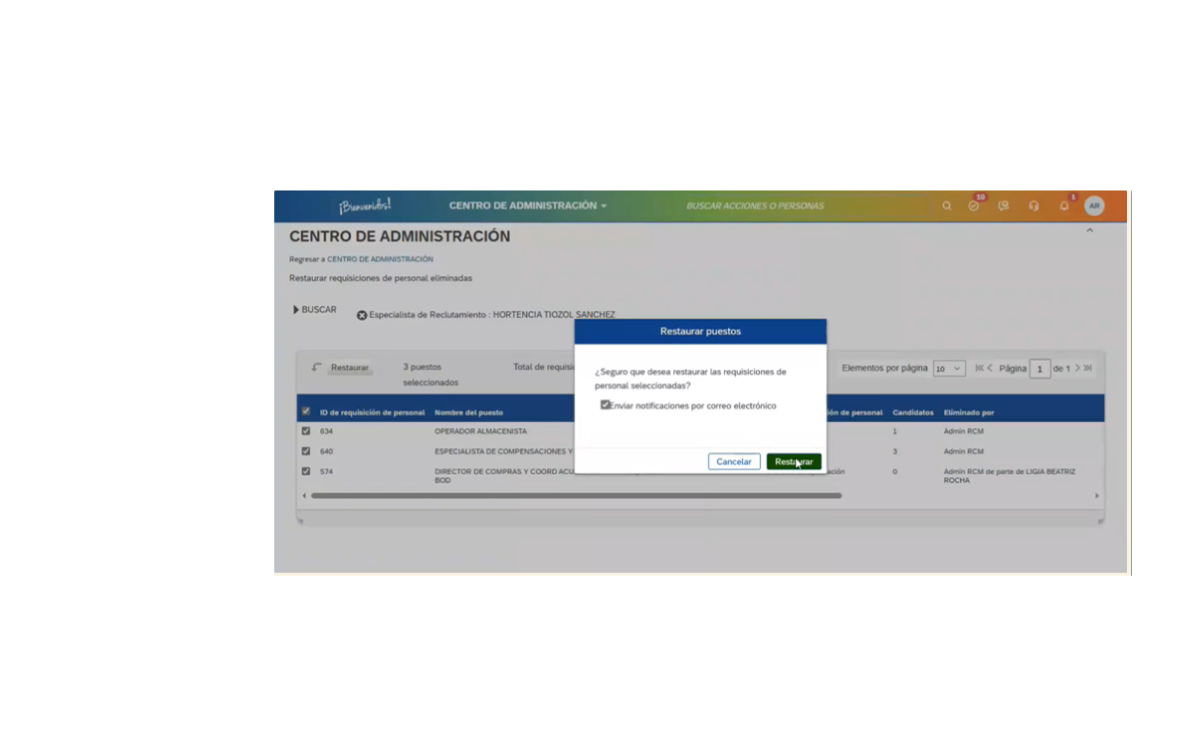 ¡Bienvenidos!
CENTRO DE ADMINISTRACIÓN
BUSCAR ACCIONES O PERSONAS
10
1
AR
CENTRO DE ADMINISTRACIÓN
Regresar a CENTRO DE ADMINISTRACIÓN
Restaurar requisiciones de personal eliminadas
BUSCAR
Especialista de Reclutamiento : HORTENCIA TIOZOL SANCHEZ
Restaurar puestos
¿Seguro que desea restaurar las requisiciones de
personal seleccionadas?
Enviar notificaciones por correo electrónico
Cancelar
Restaurar
Restaurar
3 puestos
seleccionados
Total de requisi
Elementos por página 10
Página 1 de 1
ID de requisición de personal Nombre del puesto ión de personal Candidatos Eliminado por
634 OPERADOR ALMACENISTA 1 Admin RCM
640 ESPECIALISTA DE COMPENSACIONES Y 3 Admin RCM
574 DIRECTOR DE COMPRAS Y COORD ACU ación 0 Admin RCM de parte de LIGIA BEATRIZ
BOD ROCHA